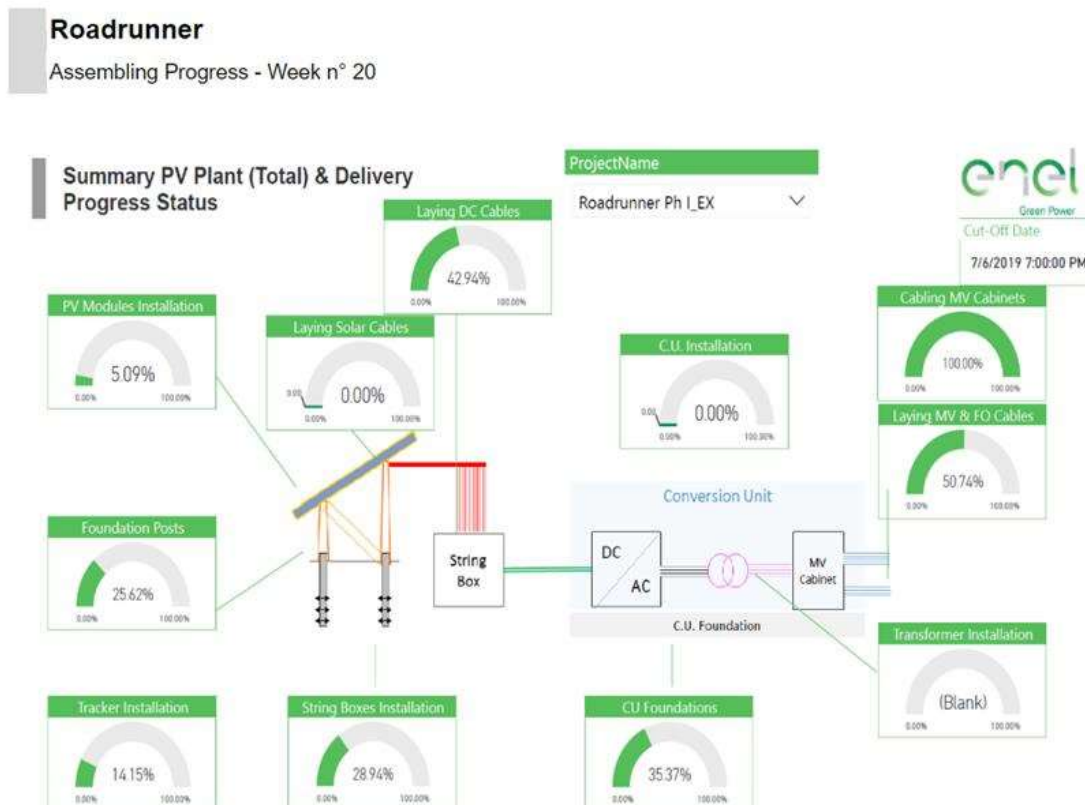 Roadrunner
Assembling Progress - Week n° 20
Summary PV Plant (Total) & Delivery
Progress Status
ProjectName
Roadrunner Ph I_EX
enel
Green Power
Cut-Off Date
7/6/2019 7:00:00 PM
Laying DC Cables
42.94%
0.00% 100.00%
PV Modules Installation
5.09%
0.00% 100.00%
Laying Solar Cables
0.00
0.00%
0.00% 100.00%
C.U. Installation
0.00
0.00%
0.00% 100.00%
Cabling MV Cabinets
100.00%
0.00% 100.00%
Laying MV & FO Cables
50.74%
0.00% 100.00%
Foundation Posts
25.62%
0.00% 100.00%
String
Box
Conversion Unit
DC
AC
MV
Cabinet
C.U. Foundation
Transformer Installation
(Blank)
0.00% 100.00%
Tracker Installation
14.15%
0.00% 100.00%
String Boxes Installation
28.94%
0.00% 100.00%
CU Foundations
35.37%
0.00% 100.00%